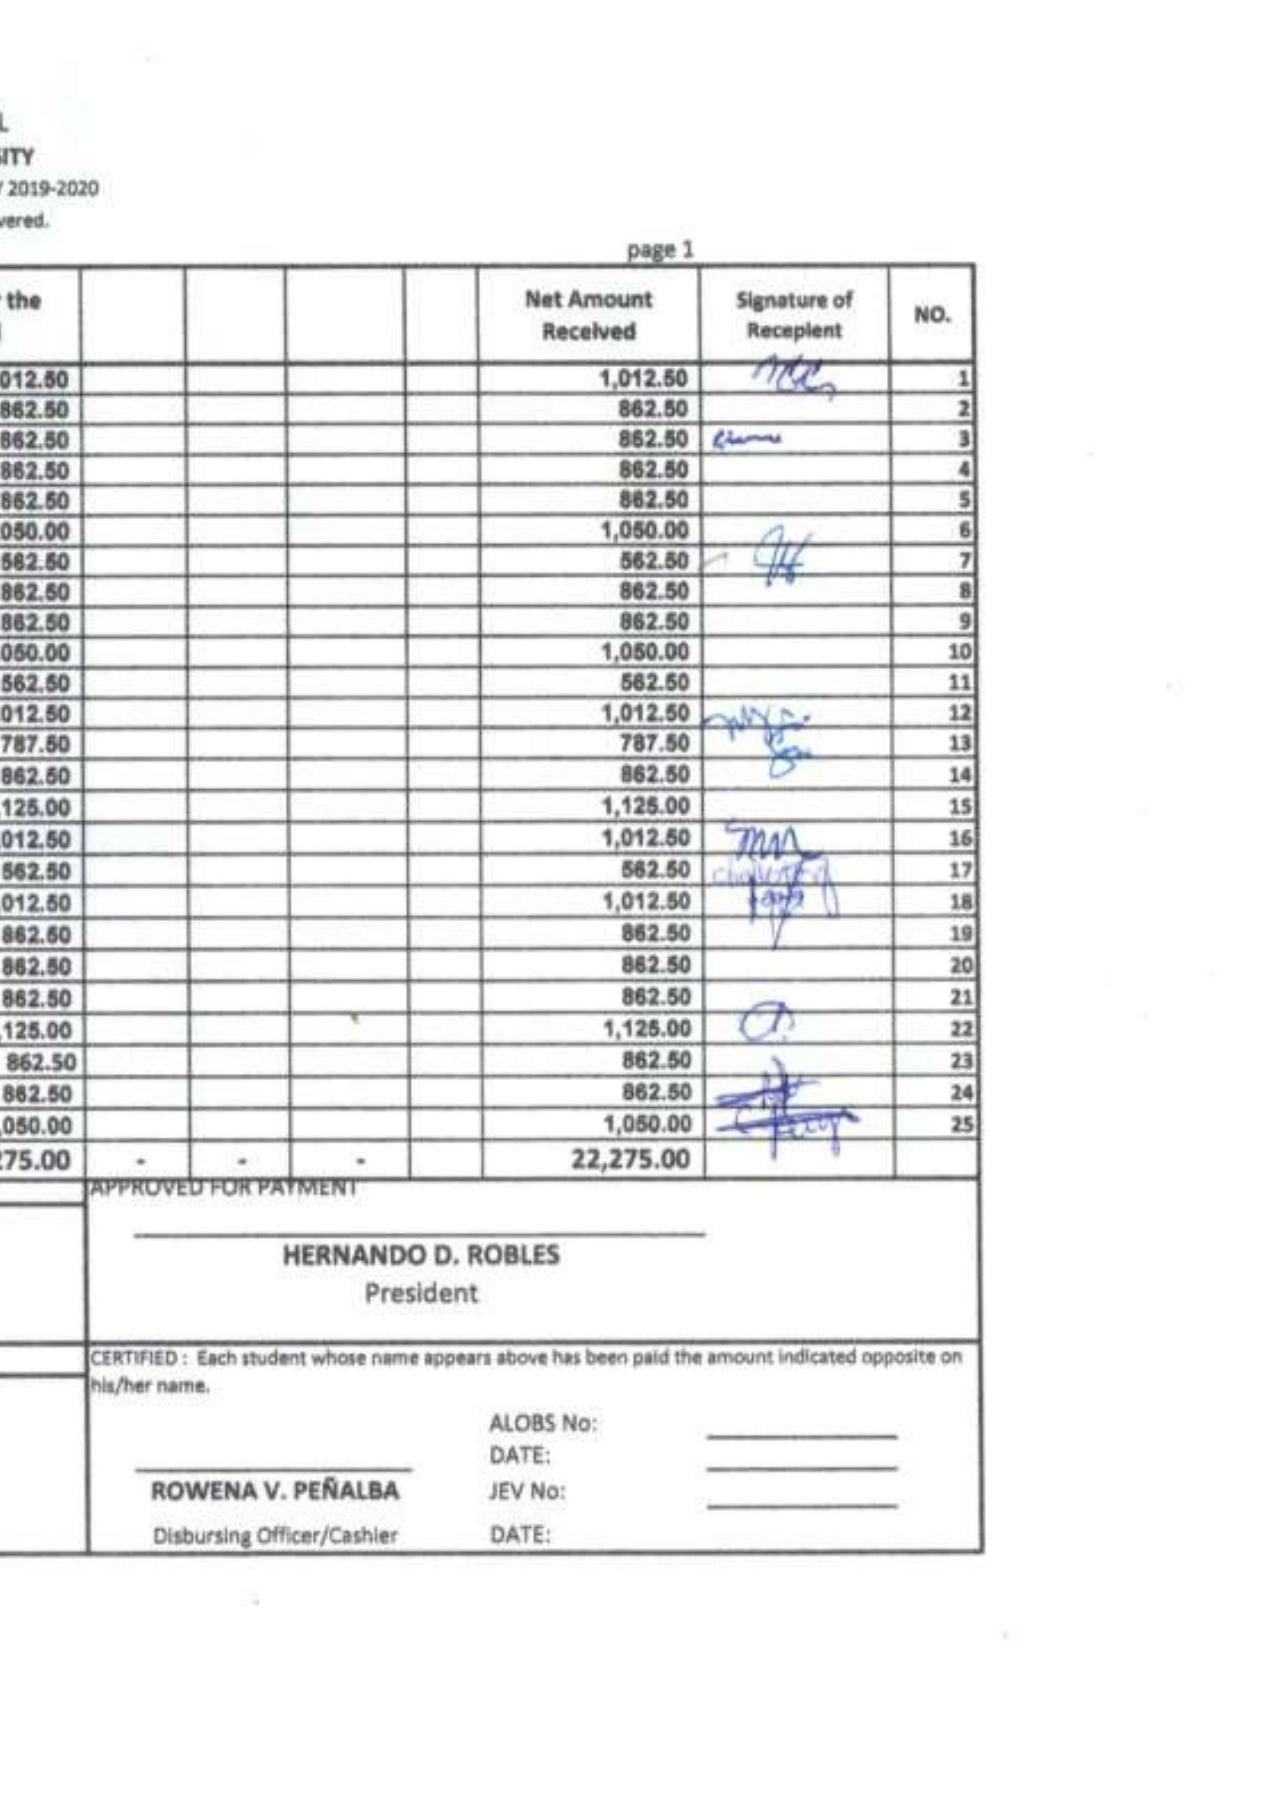 L
SITY
Y 2019-2020
vered.
page 1
the Net Amount Received Signature of Recepient NO.
012.50 1,012.50 1
862.50 862.50 2
862.50 862.50 3
862.50 862.50 4
862.50 862.50 5
050.00 1,050.00 6
562.50 562.50 7
862.50 862.50 8
862.50 862.50 9
050.00 1,050.00 10
562.50 562.50 11
012.50 1,012.50 12
787.50 787.50 13
862.50 862.50 14
125.00 1,125.00 15
012.50 1,012.50 16
562.50 562.50 17
012.50 1,012.50 18
862.50 862.50 19
862.50 862.50 20
862.50 862.50 21
125.00 1,125.00 22
862.50 862.50 23
862.50 862.50 24
050.00 1,050.00 25
275.00 - - - 22,275.00
APPROVED FOR PAYMENT
HERNANDO D. ROBLES
President
CERTIFIED : Each student whose name appears above has been paid the amount indicated opposite on
his/her name.
ALOBS No:
DATE:
ROWENA V. PEÑALBA JEV No:
Disbursing Officer/Cashier DATE: